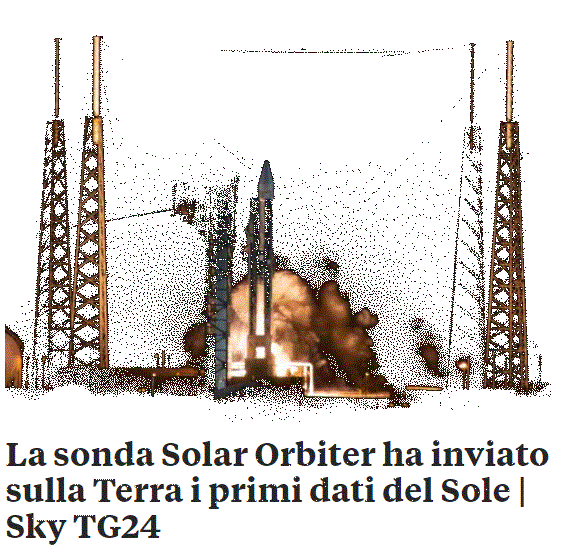 La sonda Solar Orbiter ha inviato
sulla Terra i primi dati del Sole |
Sky TG24